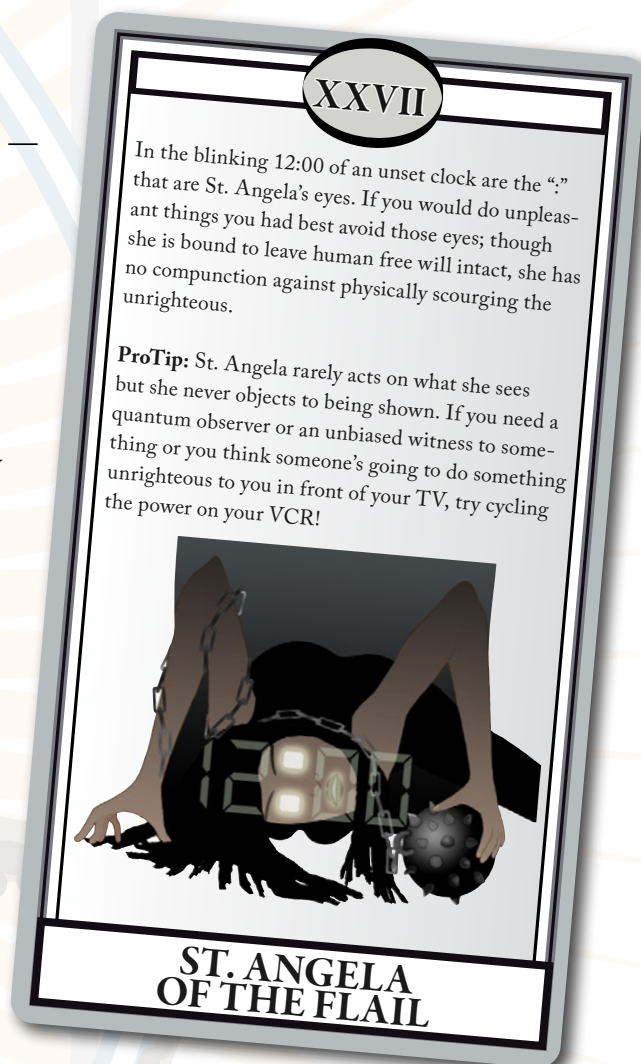 XXVII
In the blinking 12:00 of an unset clock are the “:”
that are St. Angela’s eyes. If you would do unpleas-
ant things you had best avoid those eyes; though
she is bound to leave human free will intact, she has
no compunction against physically scourging the
unrighteous.
ProTip: St. Angela rarely acts on what she sees
but she never objects to being shown. If you need a
quantum observer or an unbiased witness to some-
thing or you think someone’s going to do something
unrighteous to you in front of your TV, try cycling
the power on your VCR!
12:00
ST. ANGELA
OF THE FLAIL